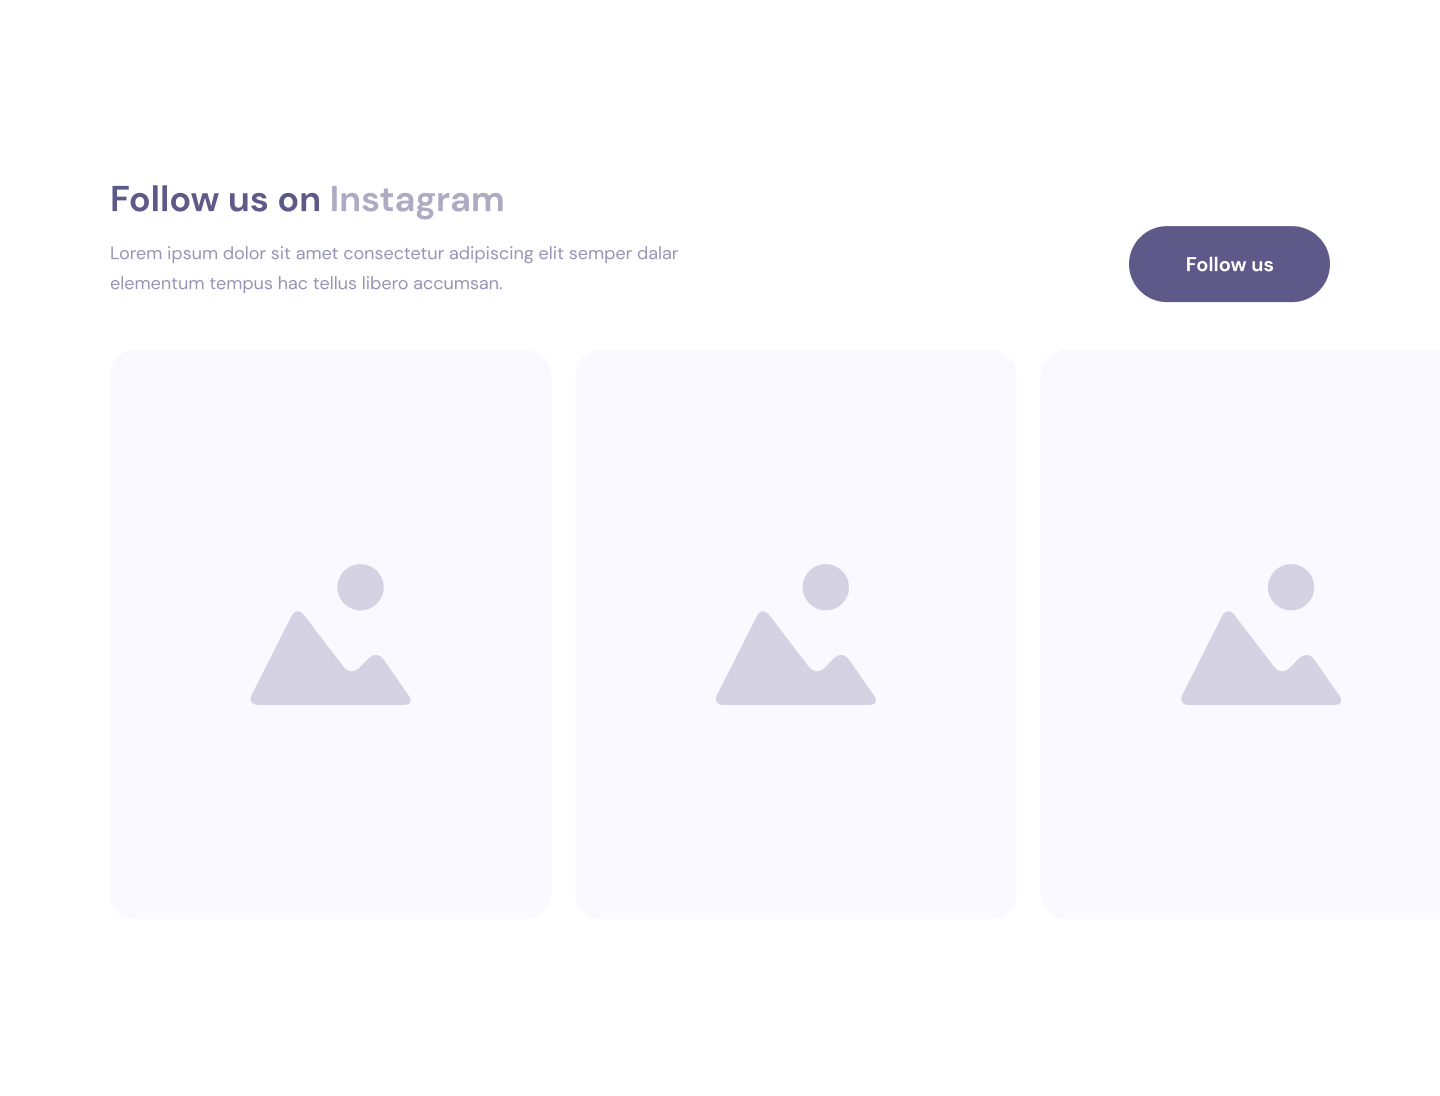 Follow us on Instagram
Lorem ipsum dolor sit amet consectetur adipiscing elit semper dalar
elementum tempus hac tellus libero accumsan.
Follow us